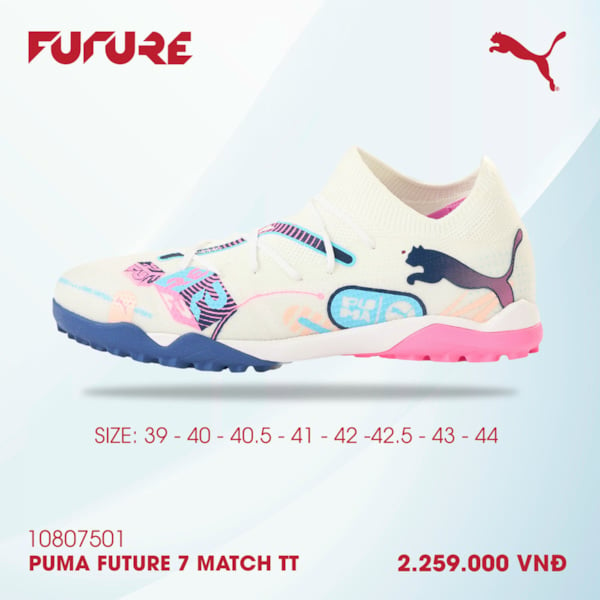 FUTURE
PUMA
SIZE: 39 - 40 - 40.5 - 41 - 42 -42.5 - 43 - 44
10807501
PUMA FUTURE 7 MATCH TT
2.259.000 VNĐ